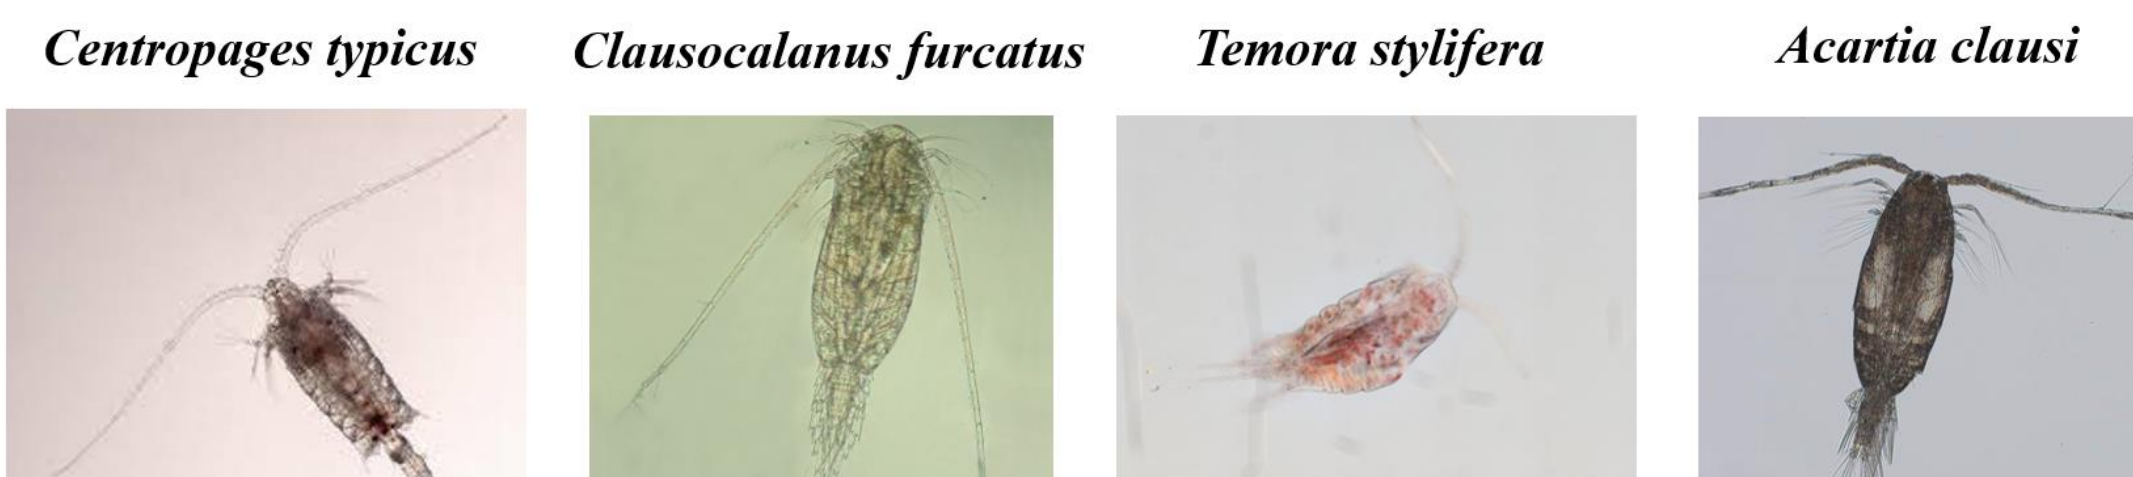 Centropages typicus
Clausocalanus furcatus
Temora stylifera
Acartia clausi